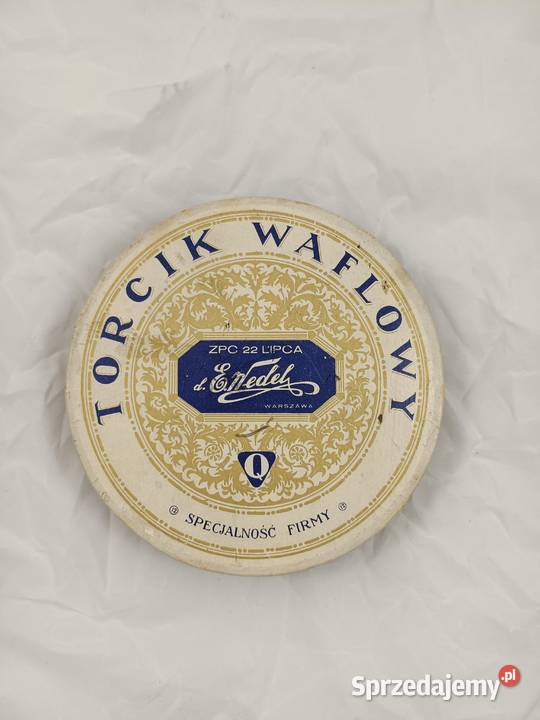 TORCIK WAFLOWY
ZPC 22 LIPCA
d. E. Wedel
WARSZAWA
Q
SPECJALNOŚĆ FIRMY
Sprzedajemy.pl